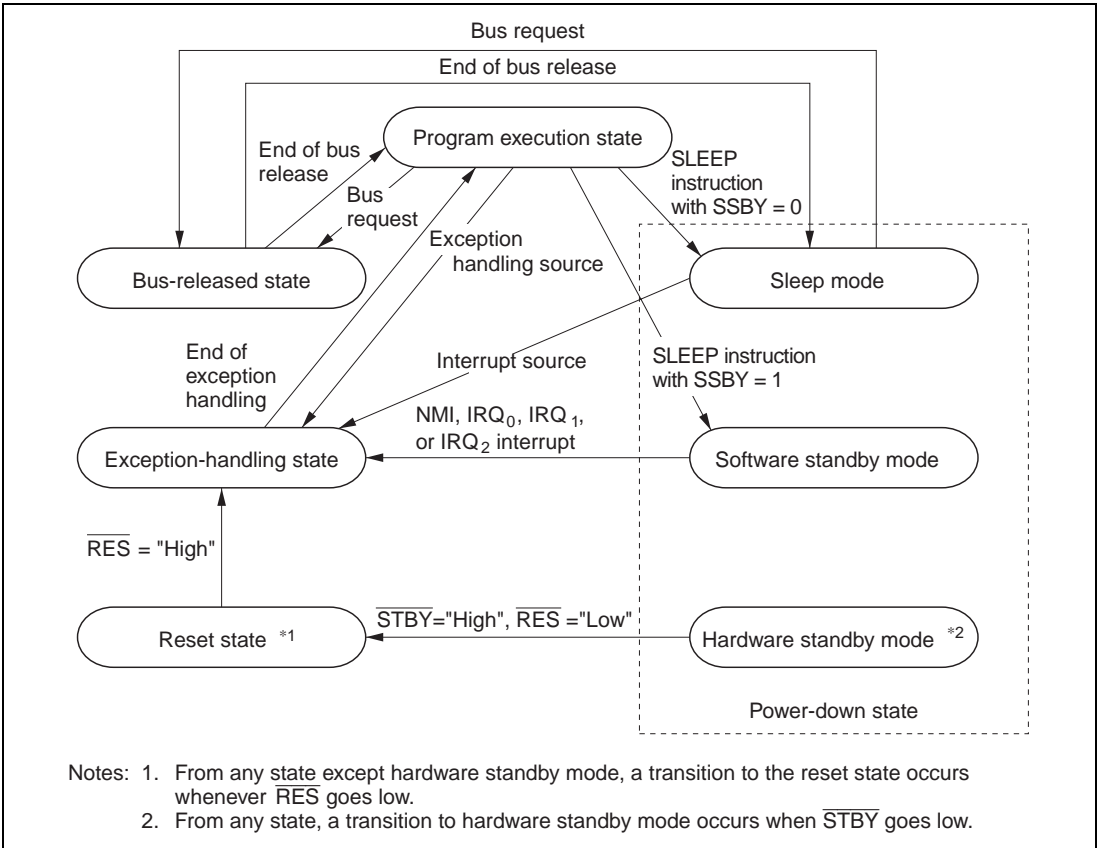 Bus request
End of bus release
Program execution state
End of bus
release
Bus
request
Exception
handling source
SLEEP
instruction
with SSBY = 0
Bus-released state
Sleep mode
End of
exception
handling
Interrupt source
SLEEP instruction
with SSBY = 1
NMI, IRQ0, IRQ1,
or IRQ2 interrupt
Exception-handling state
Software standby mode
RES = "High"
STBY="High", RES ="Low"
Reset state *1
Hardware standby mode *2
Power-down state
Notes: 1. From any state except hardware standby mode, a transition to the reset state occurs
whenever RES goes low.
2. From any state, a transition to hardware standby mode occurs when STBY goes low.